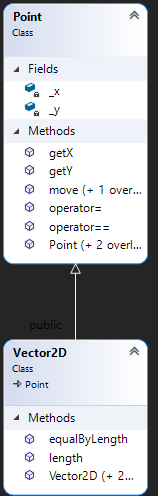 Point
Class
Fields
_x
_y
Methods
getX
getY
move (+ 1 over...
operator=
operator==
Point (+ 2 overl...
public
Vector2D
Class
Point
Methods
equalByLength
length
Vector2D (+ 2...